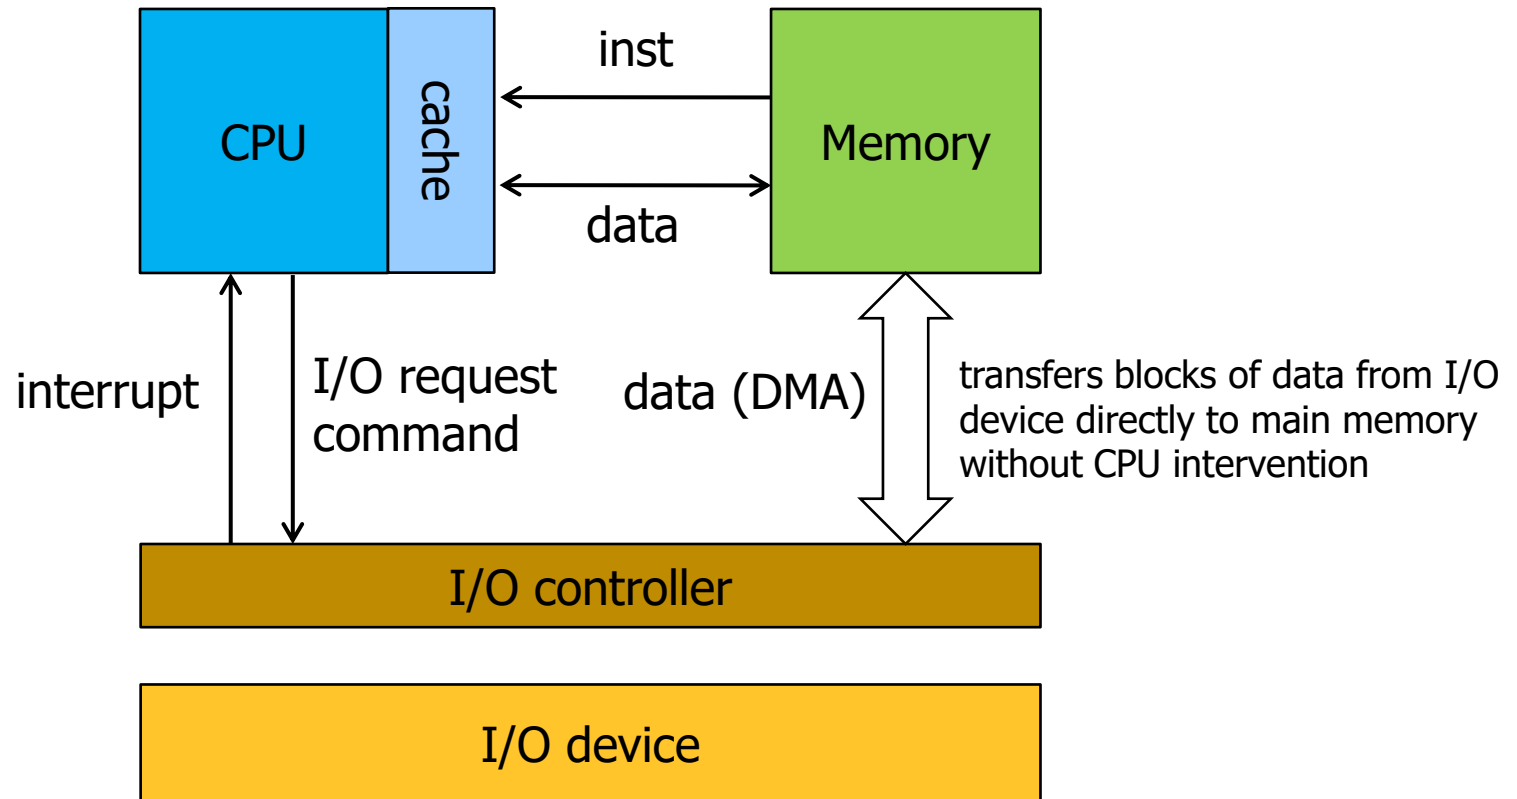 inst
CPU
cache
Memory
data
interrupt
I/O request
command
data (DMA)
transfers blocks of data from I/O
device directly to main memory
without CPU intervention
I/O controller
I/O device